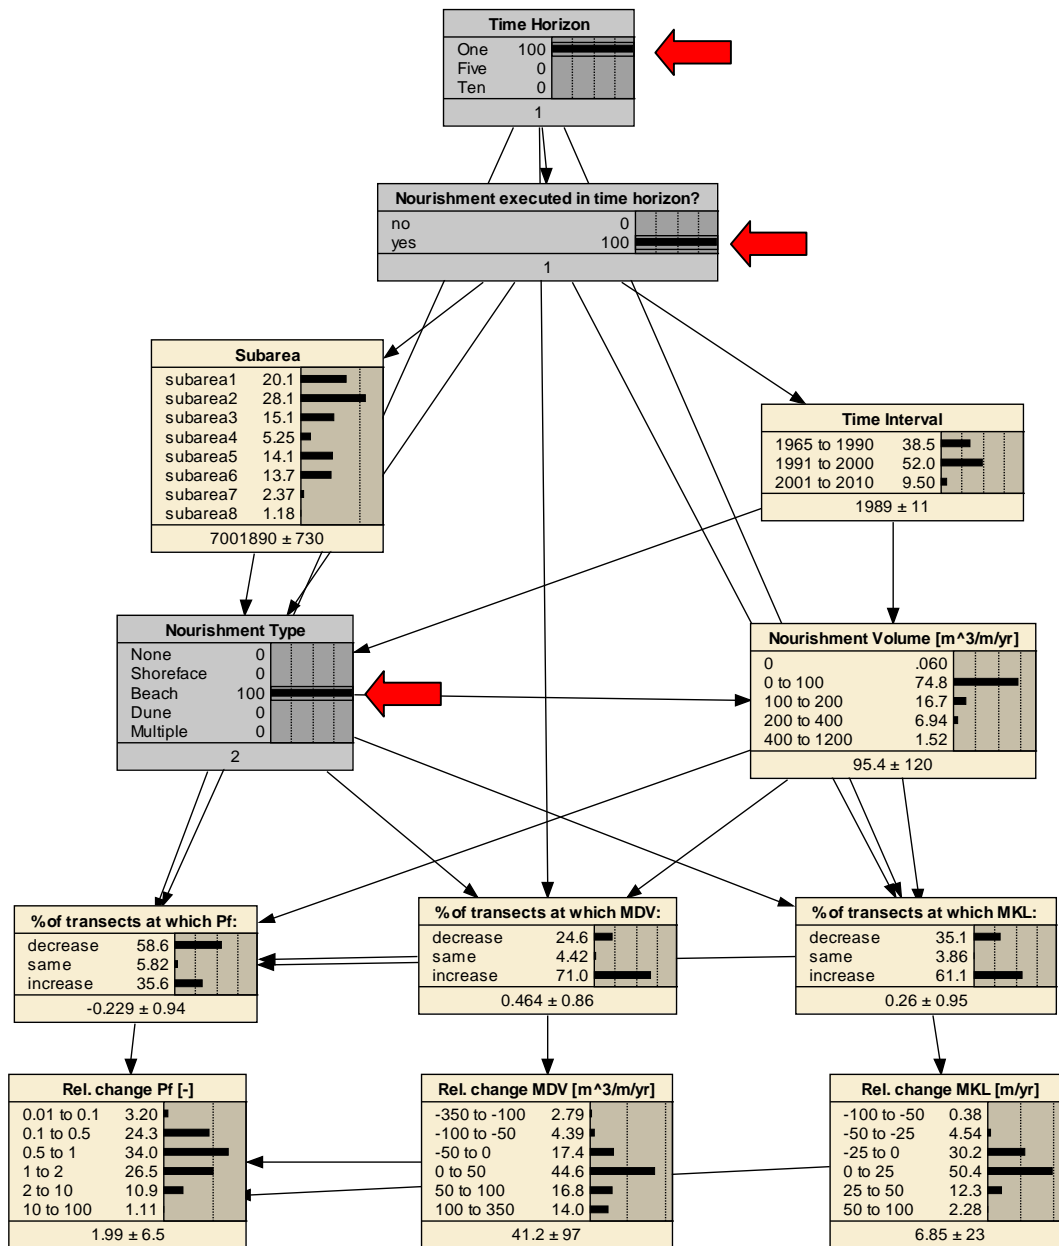 Time Horizon
One 100
Five 0
Ten 0
1
Nourishment executed in time horizon?
no 0
yes 100
1
Subarea
subarea1 20.1
subarea2 28.1
subarea3 15.1
subarea4 5.25
subarea5 14.1
subarea6 13.7
subarea7 2.37
subarea8 1.18
7001890 ± 730
Time Interval
1965 to 1990 38.5
1991 to 2000 52.0
2001 to 2010 9.50
1989 ± 11
Nourishment Type
None 0
Shoreface 0
Beach 100
Dune 0
Multiple 0
2
Nourishment Volume [m^3/m/yr]
0 .060
0 to 100 74.8
100 to 200 16.7
200 to 400 6.94
400 to 1200 1.52
95.4 ± 120
% of transects at which Pf:
decrease 58.6
same 5.82
increase 35.6
-0.229 ± 0.94
% of transects at which MDV:
decrease 24.6
same 4.42
increase 71.0
0.464 ± 0.86
% of transects at which MKL:
decrease 35.1
same 3.86
increase 61.1
0.26 ± 0.95
Rel. change Pf [-]
0.01 to 0.1 3.20
0.1 to 0.5 24.3
0.5 to 1 34.0
1 to 2 26.5
2 to 10 10.9
10 to 100 1.11
1.99 ± 6.5
Rel. change MDV [m^3/m/yr]
-350 to -100 2.79
-100 to -50 4.39
-50 to 0 17.4
0 to 50 44.6
50 to 100 16.8
100 to 350 14.0
41.2 ± 97
Rel. change MKL [m/yr]
-100 to -50 0.38
-50 to -25 4.54
-25 to 0 30.2
0 to 25 50.4
25 to 50 12.3
50 to 100 2.28
6.85 ± 23